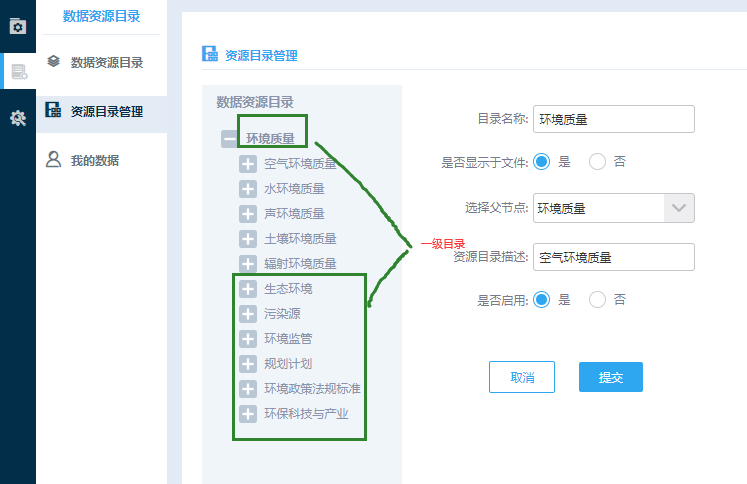 数据资源目录
数据资源目录
资源目录管理
我的数据
资源目录管理
数据资源目录
环境质量
空气环境质量
水环境质量
声环境质量
土壤环境质量
辐射环境质量
生态环境
污染源
环境监管
规划计划
环境政策法规标准
环保科技与产业
一级目录
目录名称: 环境质量
是否显示于文件: 是 否
选择父节点: 环境质量
资源目录描述: 空气环境质量
是否启用: 是 否
取消 提交